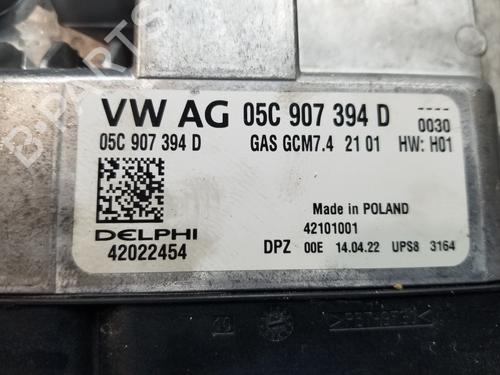 VW AG 05C 907 394 D ----
0030
05C 907 394 D GAS GCM7.4 21 01 HW: H01
Made in POLAND
42101001
DELPHI
42022454
DPZ 00E 14.04.22 UPS8 3164
B-PARTS